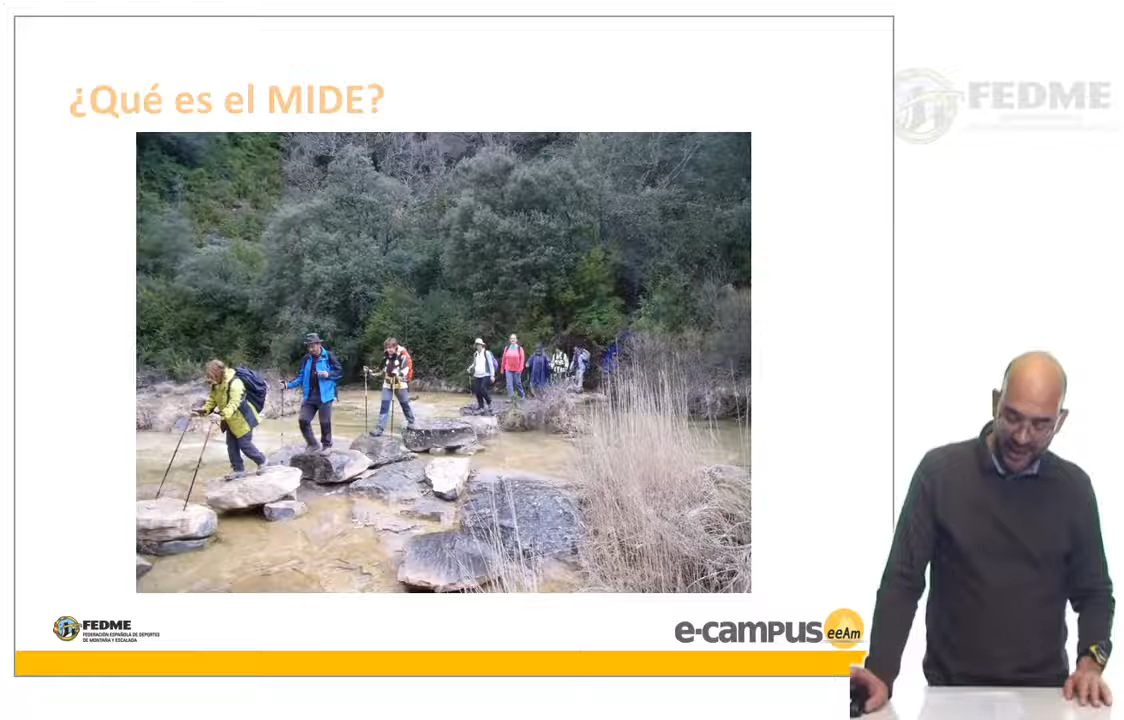 ¿Qué es el MIDE?
FEDME
FEDME
FEDERACIÓN ESPAÑOLA DE DEPORTES
DE MONTAÑA Y ESCALADA
e-campus eeAm